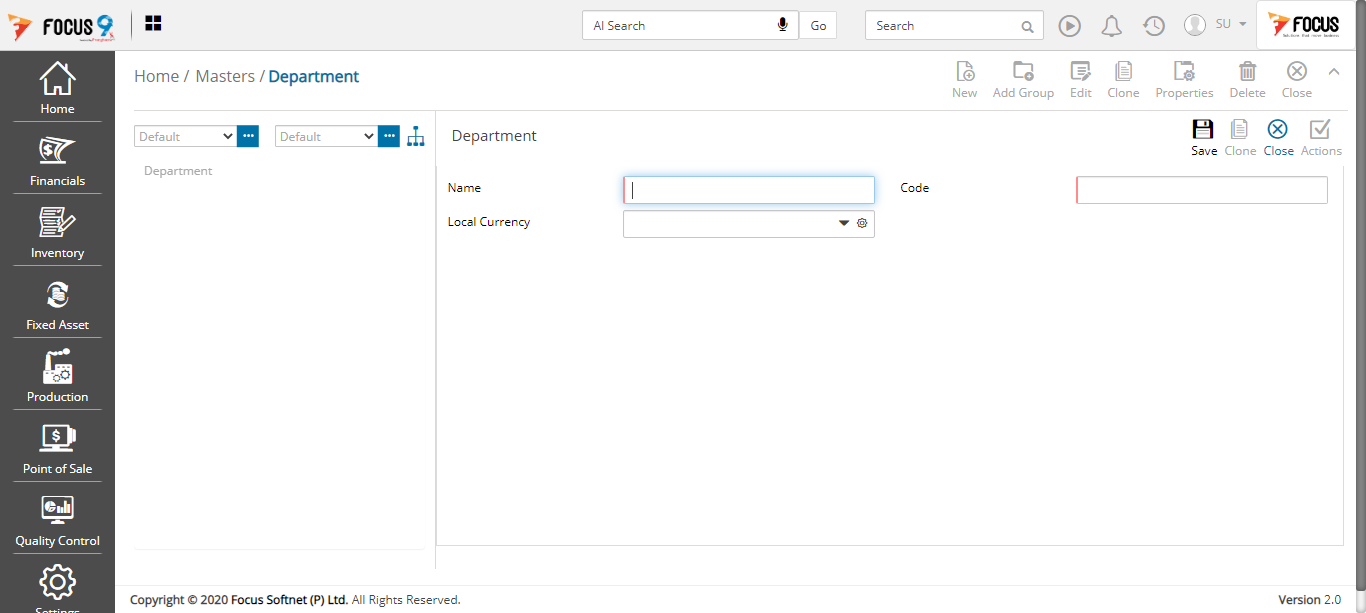 FOCUS 9
AI Search
Go
Search
SU
FOCUS
Home
Financials
Inventory
Fixed Asset
Production
Point of Sale
Quality Control
Settings
Home / Masters / Department
New
Add Group
Edit
Clone
Properties
Delete
Close
Default
Default
Department
Department
Save
Clone
Close
Actions
Name
Code
Local Currency
Copyright © 2020 Focus Softnet (P) Ltd. All Rights Reserved.
Version 2.0